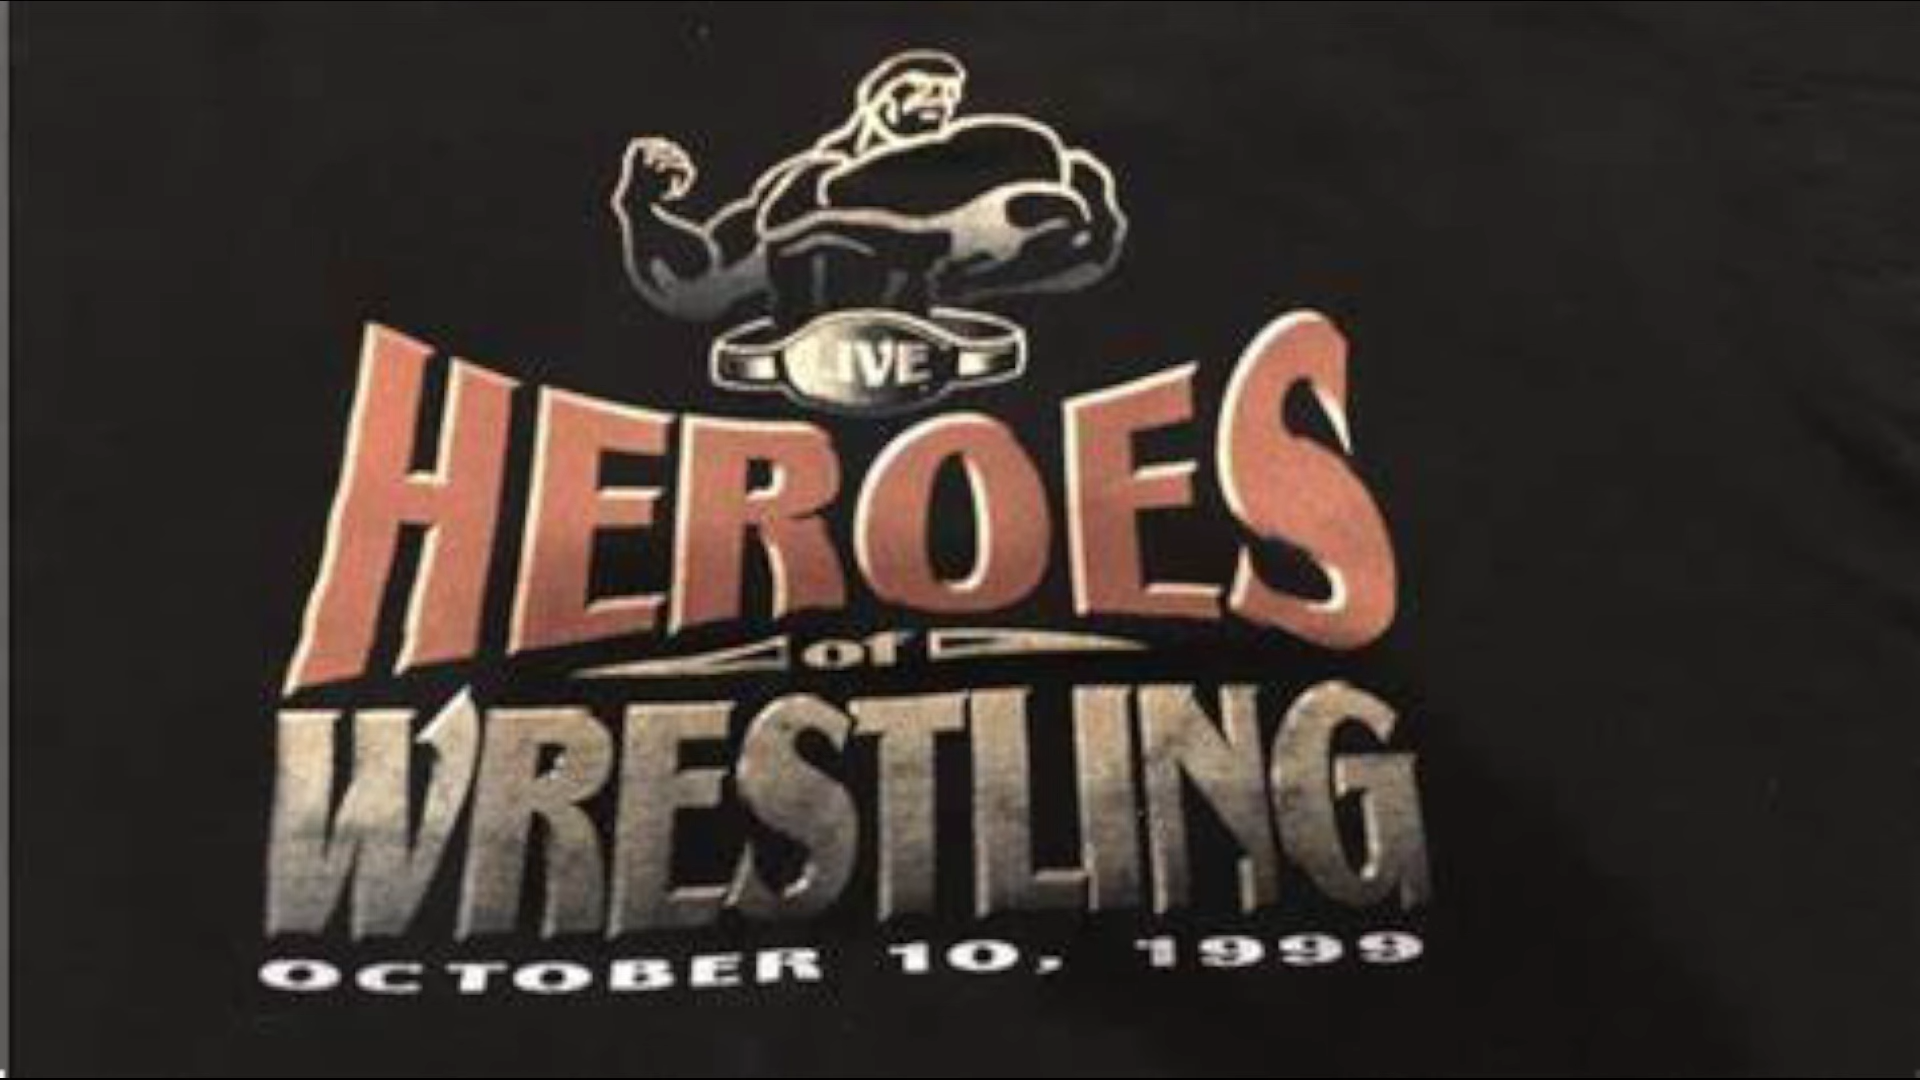 LIVE
HEROES
of
WRESTLING
OCTOBER 10, 1999